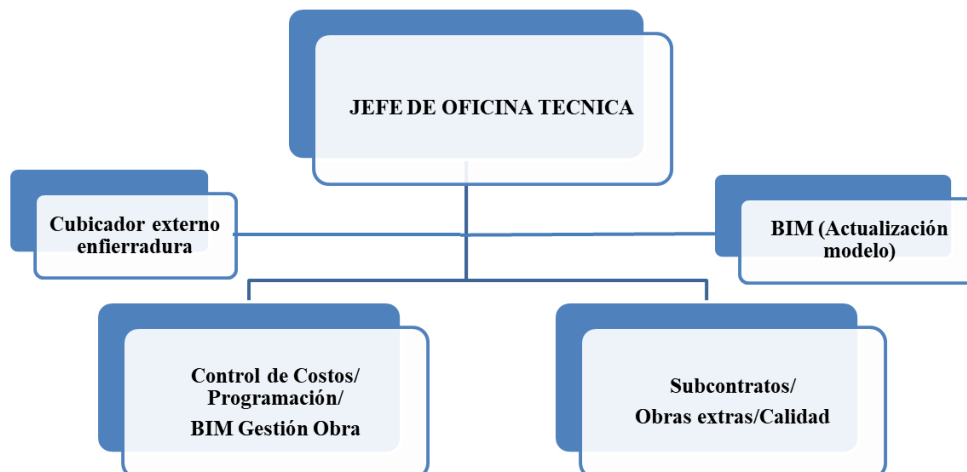 JEFE DE OFICINA TECNICA
Cubicador externo
enfierradura
BIM (Actualización
modelo)
Control de Costos/
Programación/
BIM Gestión Obra
Subcontratos/
Obras extras/Calidad